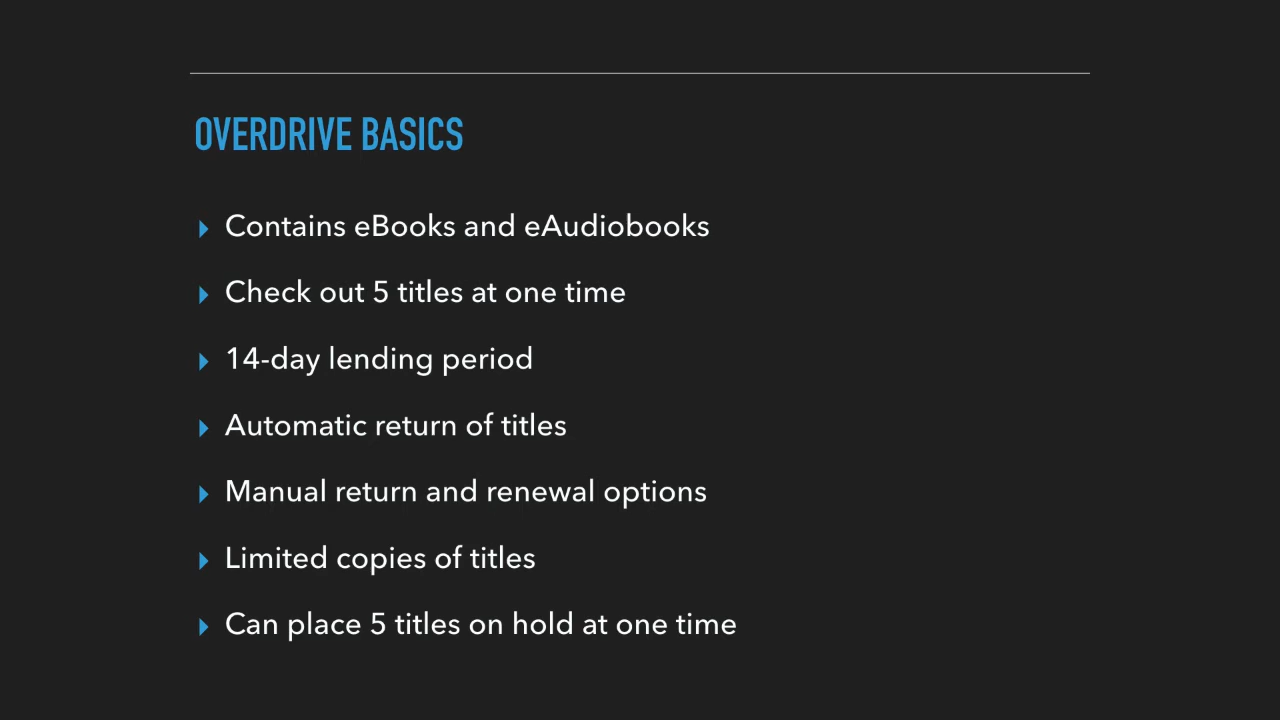 OVERDRIVE BASICS
Contains eBooks and eAudiobooks
Check out 5 titles at one time
14-day lending period
Automatic return of titles
Manual return and renewal options
Limited copies of titles
Can place 5 titles on hold at one time